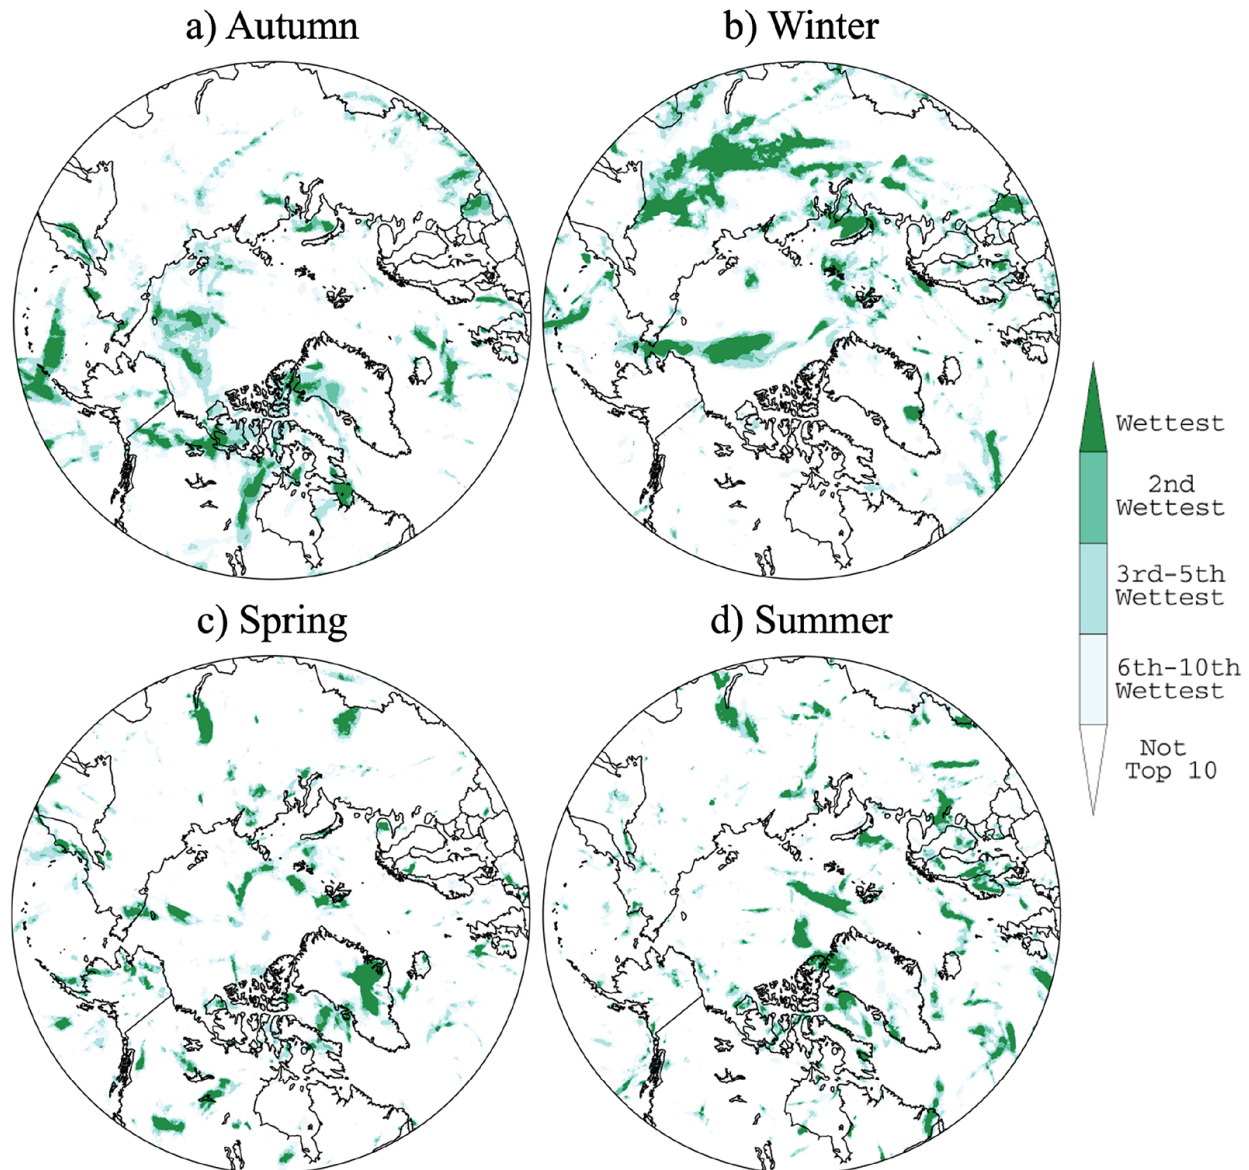 a) Autumn
b) Winter
c) Spring
d) Summer
Wettest
2nd
Wettest
3rd-5th
Wettest
6th-10th
Wettest
Not
Top 10